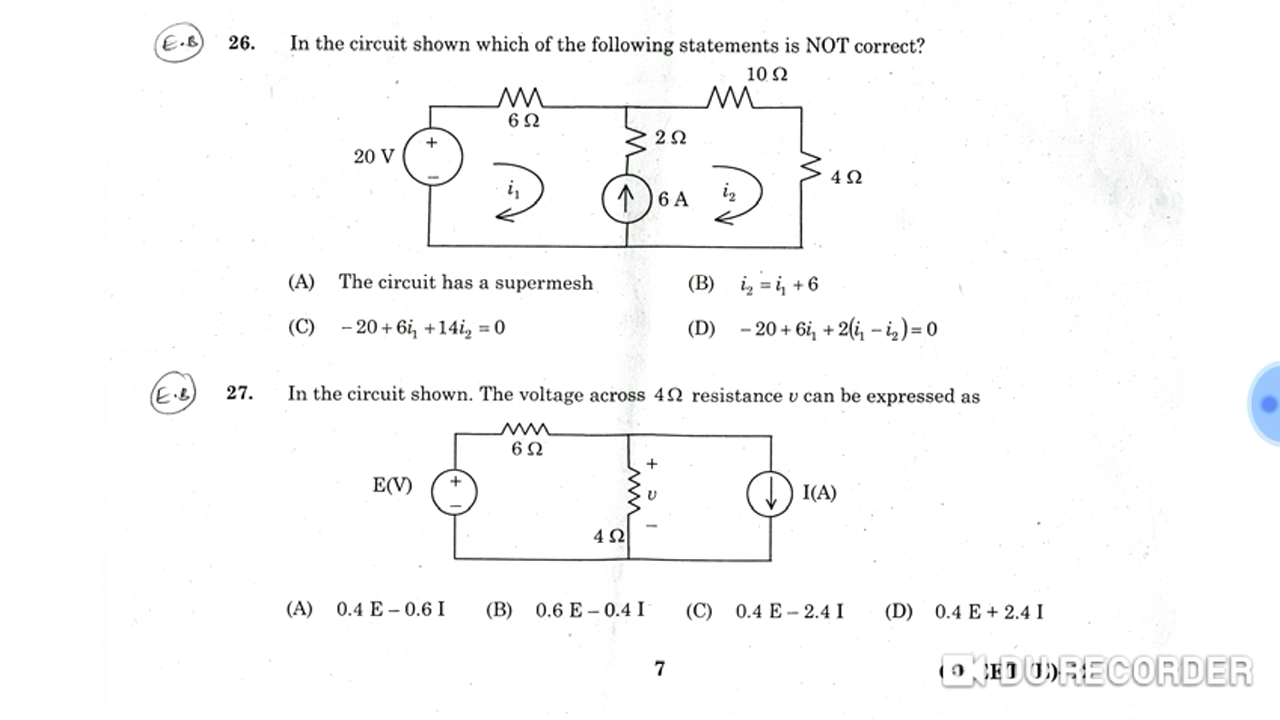 E.B 26. In the circuit shown which of the following statements is NOT correct?
10 Ω
6 Ω
2 Ω
20 V
+
−
i₁
6 A
i₂
4 Ω
(A) The circuit has a supermesh (B) i₂ = i₁ + 6
(C) − 20 + 6i₁ + 14i₂ = 0 (D) − 20 + 6i₁ + 2(i₁ − i₂) = 0
E.B 27. In the circuit shown. The voltage across 4Ω resistance υ can be expressed as
6 Ω
E(V)
+
−
+
υ
−
I(A)
4 Ω
(A) 0.4 E − 0.6 I (B) 0.6 E − 0.4 I (C) 0.4 E − 2.4 I (D) 0.4 E + 2.4 I
7
DU RECORDER